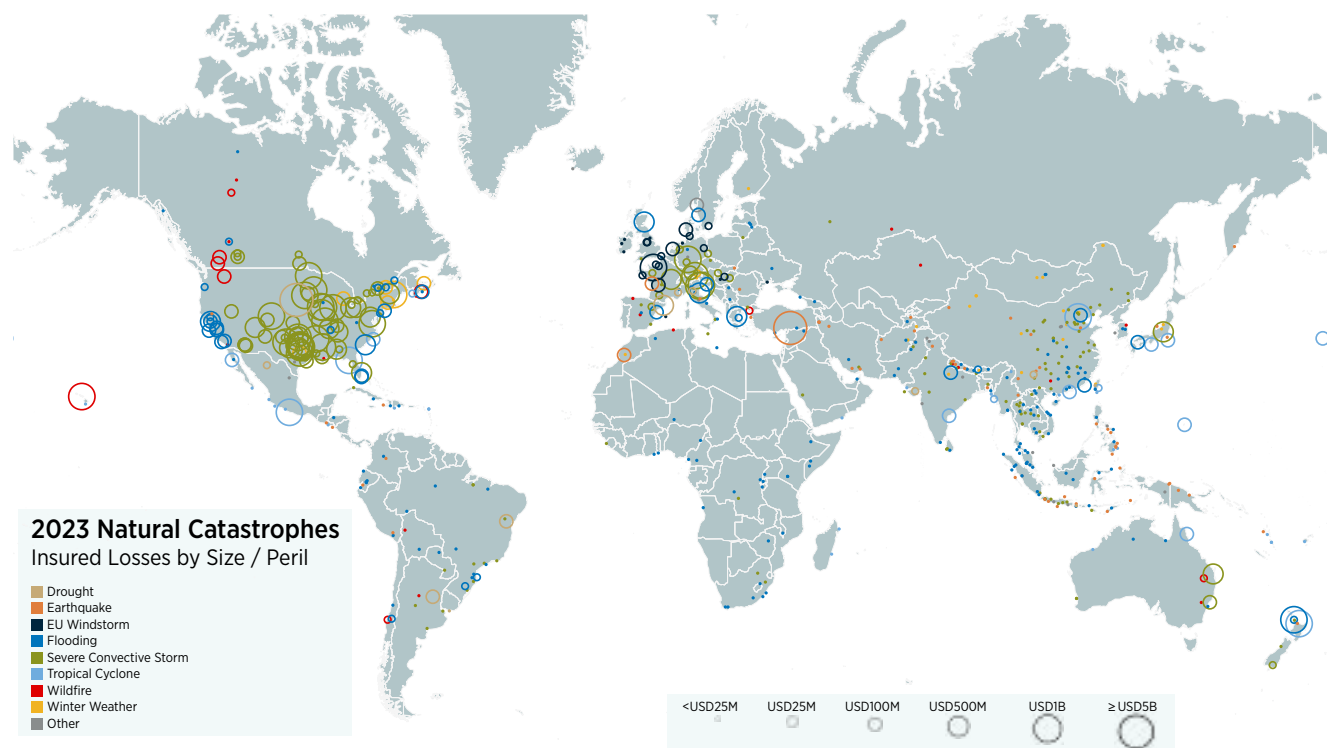 2023 Natural Catastrophes
Insured Losses by Size / Peril
Drought
Earthquake
EU Windstorm
Flooding
Severe Convective Storm
Tropical Cyclone
Wildfire
Winter Weather
Other
<USD25M USD25M USD100M USD500M USD1B ≥USD5B